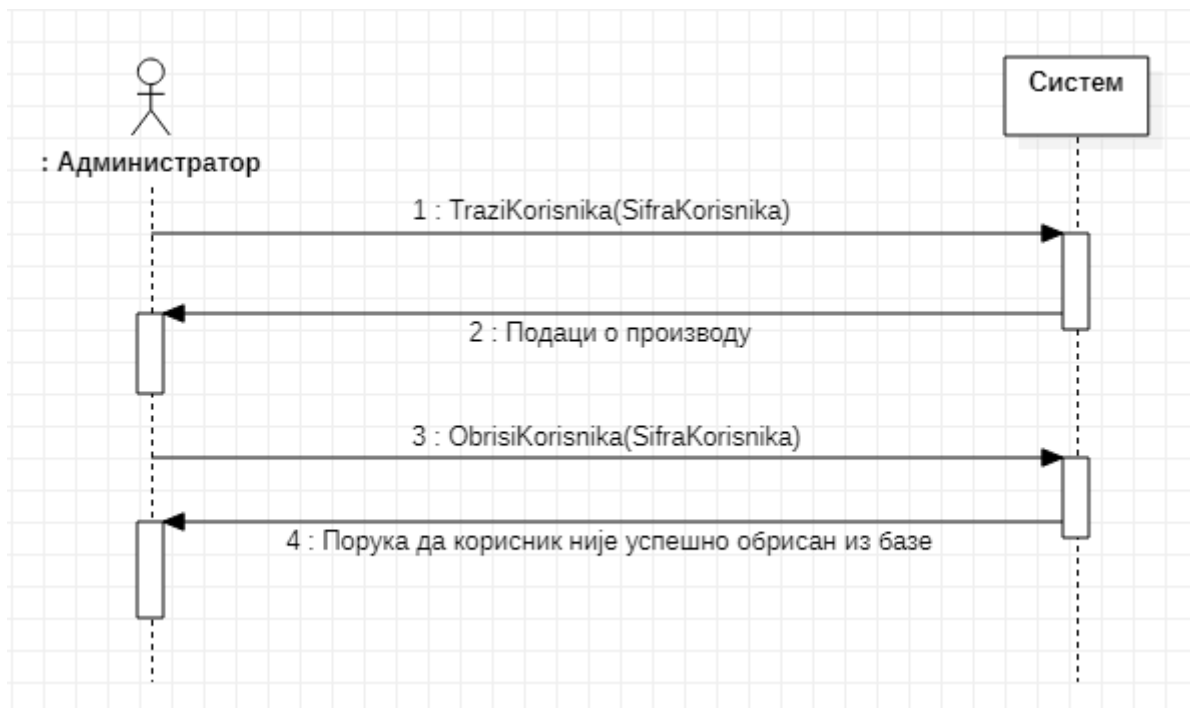 Систем
: Администратор
1 : TraziKorisnika(SifraKorisnika)
2 : Подаци о производу
3 : ObrisiKorisnika(SifraKorisnika)
4 : Порука да корисник није успешно обрисан из базе